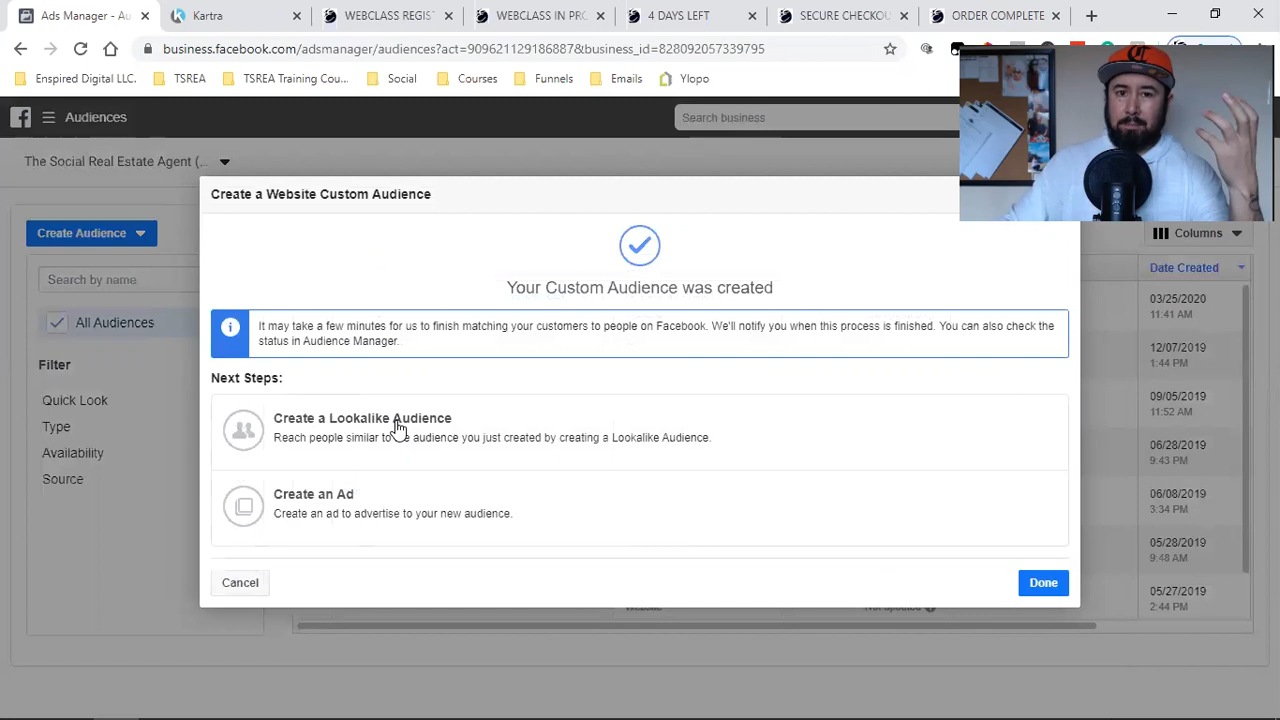 Ads Manager - Au
Kartra
WEBCLASS REGIS
WEBCLASS IN PRO
4 DAYS LEFT
SECURE CHECKOU
ORDER COMPLETE
business.facebook.com/adsmanager/audiences?act=909621129186887&business_id=828092057339795
Enspired Digital LLC.
TSREA
TSREA Training Cou...
Social
Courses
Funnels
Emails
Ylopo
Audiences
Search business
The Social Real Estate Agent (...
Create a Website Custom Audience
Create Audience
Columns
Search by name
Date Created
Your Custom Audience was created
All Audiences
03/25/2020
11:41 AM
It may take a few minutes for us to finish matching your customers to people on Facebook. We'll notify you when this process is finished. You can also check the
status in Audience Manager.
12/07/2019
1:44 PM
Filter
Next Steps:
Quick Look
09/05/2019
11:52 AM
Type
Create a Lookalike Audience
Reach people similar to the audience you just created by creating a Lookalike Audience.
Availability
06/28/2019
9:43 PM
Source
Create an Ad
Create an ad to advertise to your new audience.
06/08/2019
3:34 PM
05/28/2019
9:48 AM
Cancel
Done
05/27/2019
2:44 PM
Website
Not updated